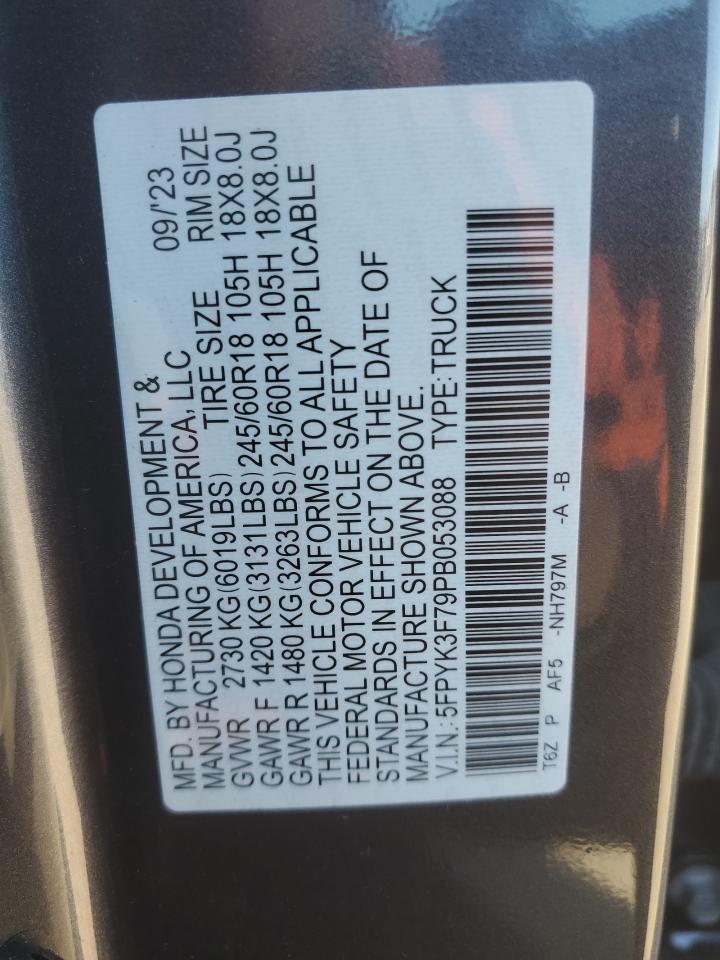 MFD. BY HONDA DEVELOPMENT &
MANUFACTURING OF AMERICA, LLC 09/'23
GVWR 2730 KG(6019LBS) TIRE SIZE RIM SIZE
GAWR F 1420 KG(3131LBS) 245/60R18 105H 18X8.0J
GAWR R 1480 KG(3263LBS) 245/60R18 105H 18X8.0J
THIS VEHICLE CONFORMS TO ALL APPLICABLE
FEDERAL MOTOR VEHICLE SAFETY
STANDARDS IN EFFECT ON THE DATE OF
MANUFACTURE SHOWN ABOVE.
V.I.N.: 5FPYK3F79PB053088 TYPE:TRUCK
T6Z P AF5 -NH797M -A -B